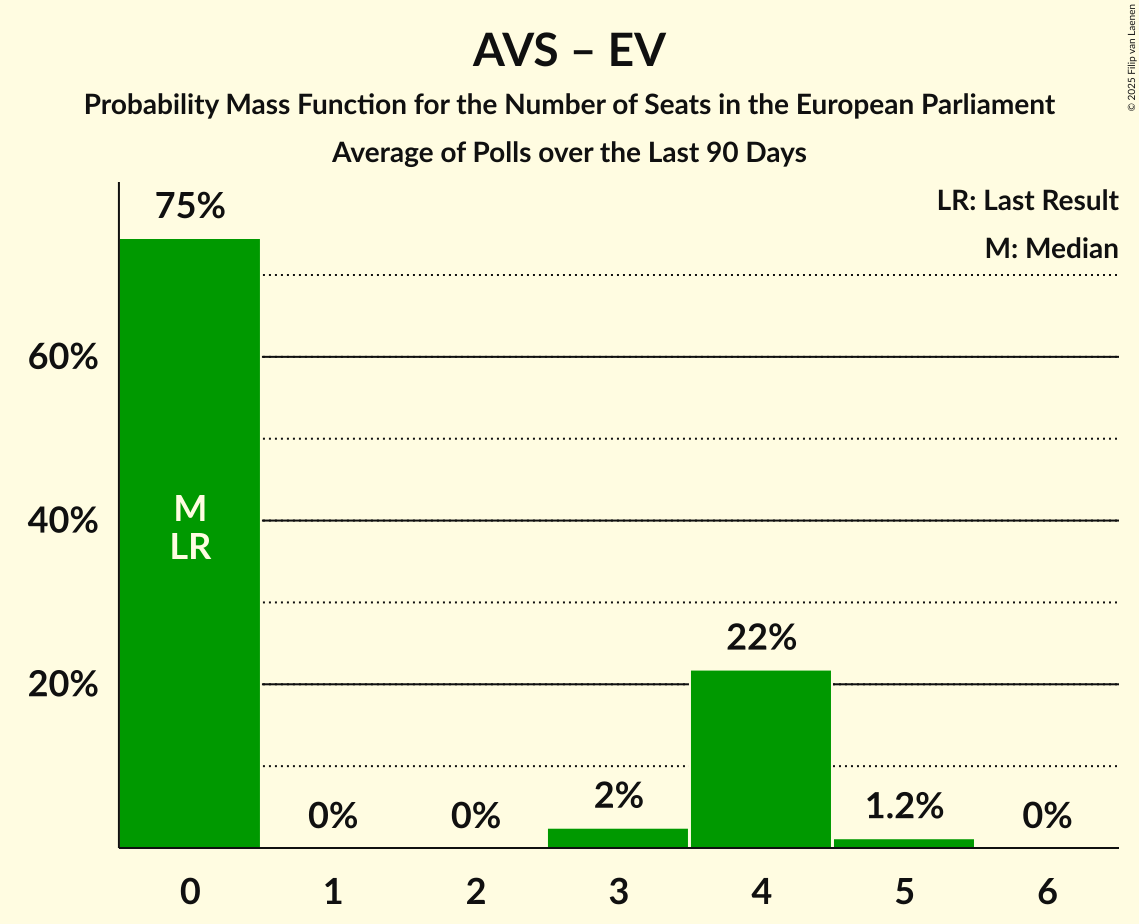 AVS – EV
Probability Mass Function for the Number of Seats in the European Parliament
Average of Polls over the Last 90 Days
© 2025 Filip van Laenen
LR: Last Result
M: Median
75%
60%
40%
20%
M
LR
0%
0%
2%
22%
1.2%
0%
0
1
2
3
4
5
6